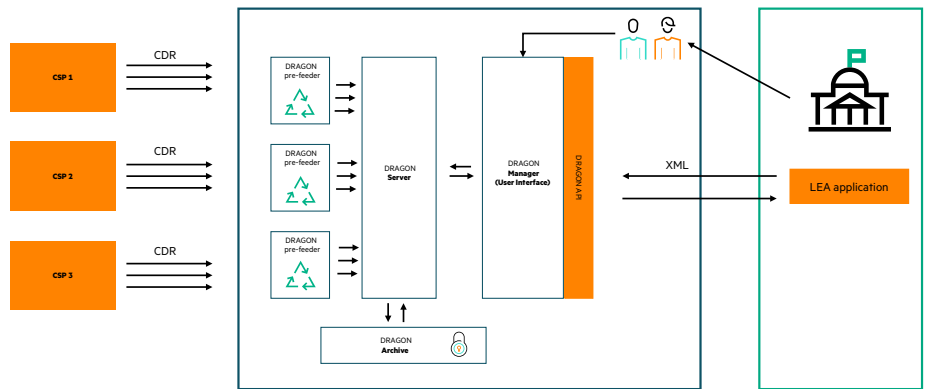 CSP 1
CDR
CSP 2
CDR
CSP 3
CDR
DRAGON
pre-feeder
DRAGON
pre-feeder
DRAGON
pre-feeder
DRAGON
Server
DRAGON
Manager
(User interface)
DRAGON API
DRAGON
Archive
XML
LEA application